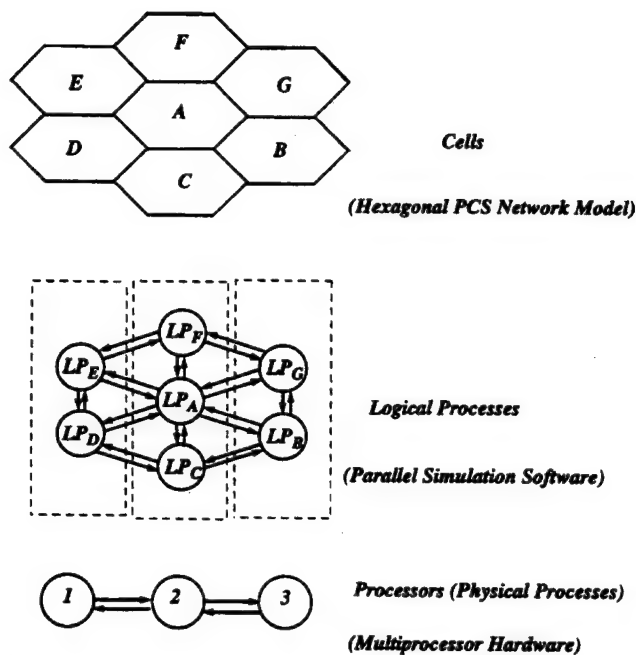 F
E
G
A
D
B
C
Cells
(Hexagonal PCS Network Model)
LP_F
LP_E
LP_G
LP_A
LP_D
LP_B
LP_C
Logical Processes
(Parallel Simulation Software)
1
2
3
Processors (Physical Processes)
(Multiprocessor Hardware)